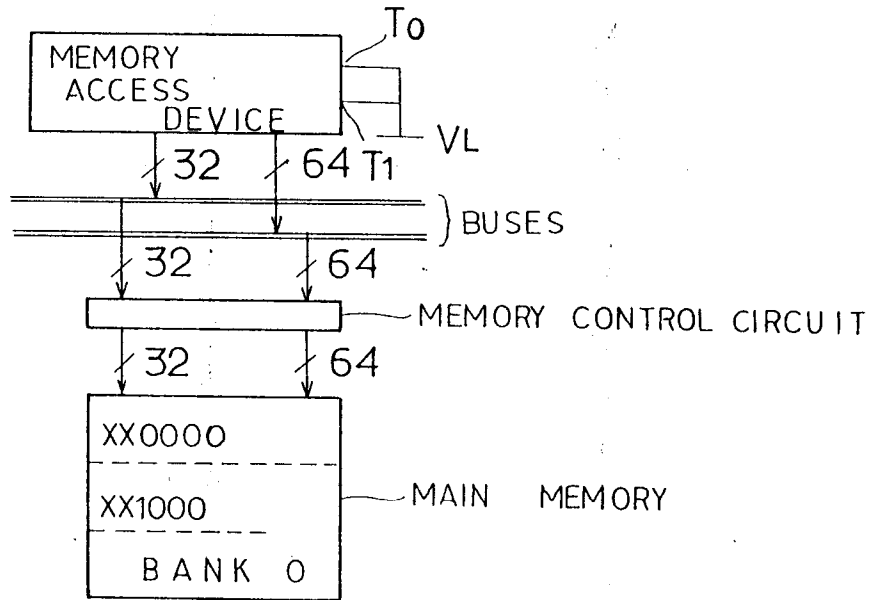 MEMORY
ACCESS
DEVICE
T0
T1
VL
32
64
BUSES
32
64
MEMORY CONTROL CIRCUIT
32
64
XX0000
XX1000
BANK 0
MAIN MEMORY